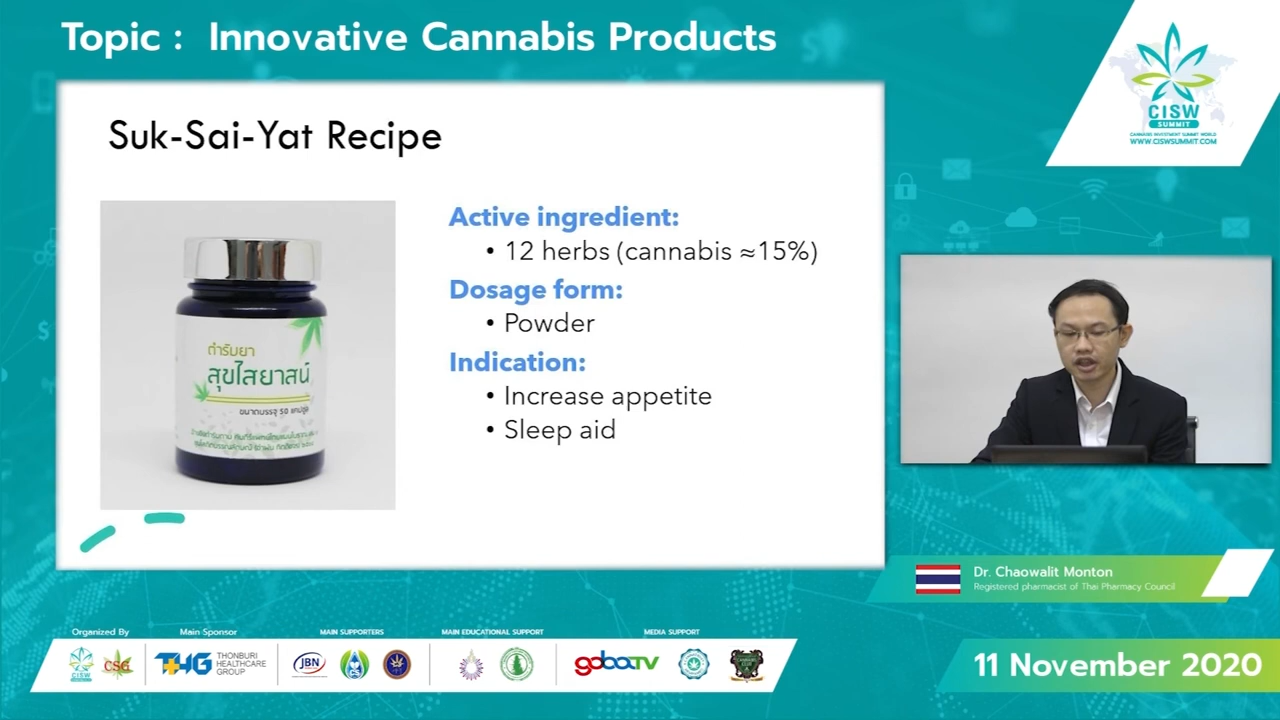 Topic : Innovative Cannabis Products
CISW
SUMMIT
CANNABIS INVESTMENT SUMMIT WORLD
WWW.CISWSUMMIT.COM
Suk-Sai-Yat Recipe
ตำรับยา
สุขไสยาสน์
ขนาดบรรจุ 50 แคปซูล
Active ingredient:
• 12 herbs (cannabis ≈15%)
Dosage form:
• Powder
Indication:
• Increase appetite
• Sleep aid
Dr. Chaowalit Monton
Registered pharmacist of Thai Pharmacy Council
Organized By
Main Sponsor
MAIN SUPPORTERS
MAIN EDUCATIONAL SUPPORT
MEDIA SUPPORT
CISW
CSG
THG THONBURI HEALTHCARE GROUP
JBN
11 November 2020